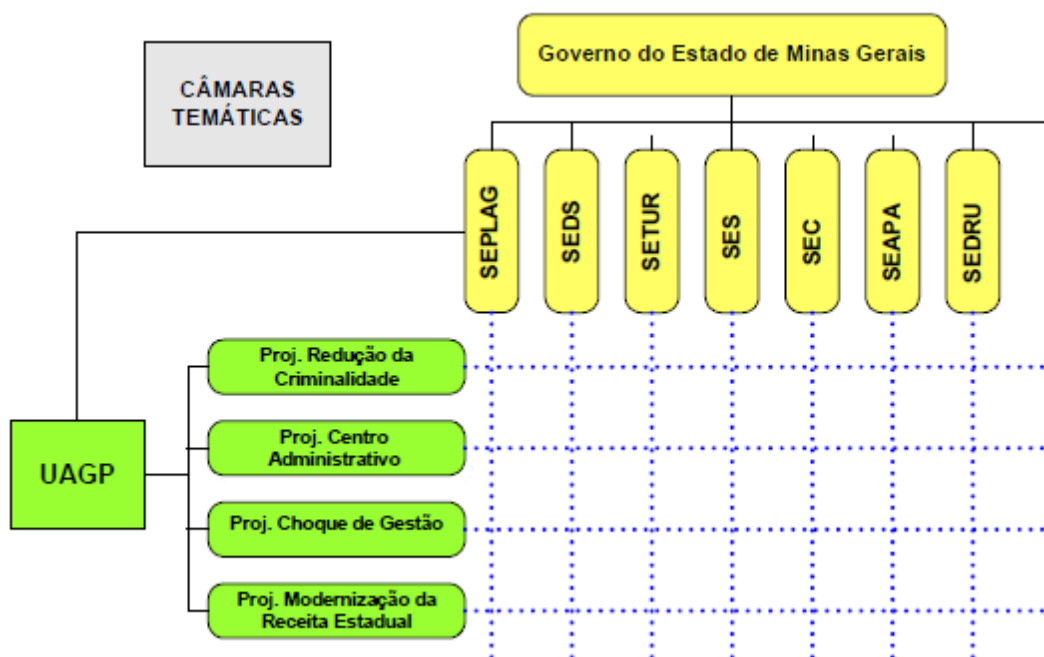 Governo do Estado de Minas Gerais
CÂMARAS
TEMÁTICAS
SEPLAG
SEDS
SETUR
SES
SEC
SEAPA
SEDRU
Proj. Redução da
Criminalidade
Proj. Centro
Administrativo
UAGP
Proj. Choque de Gestão
Proj. Modernização da
Receita Estadual